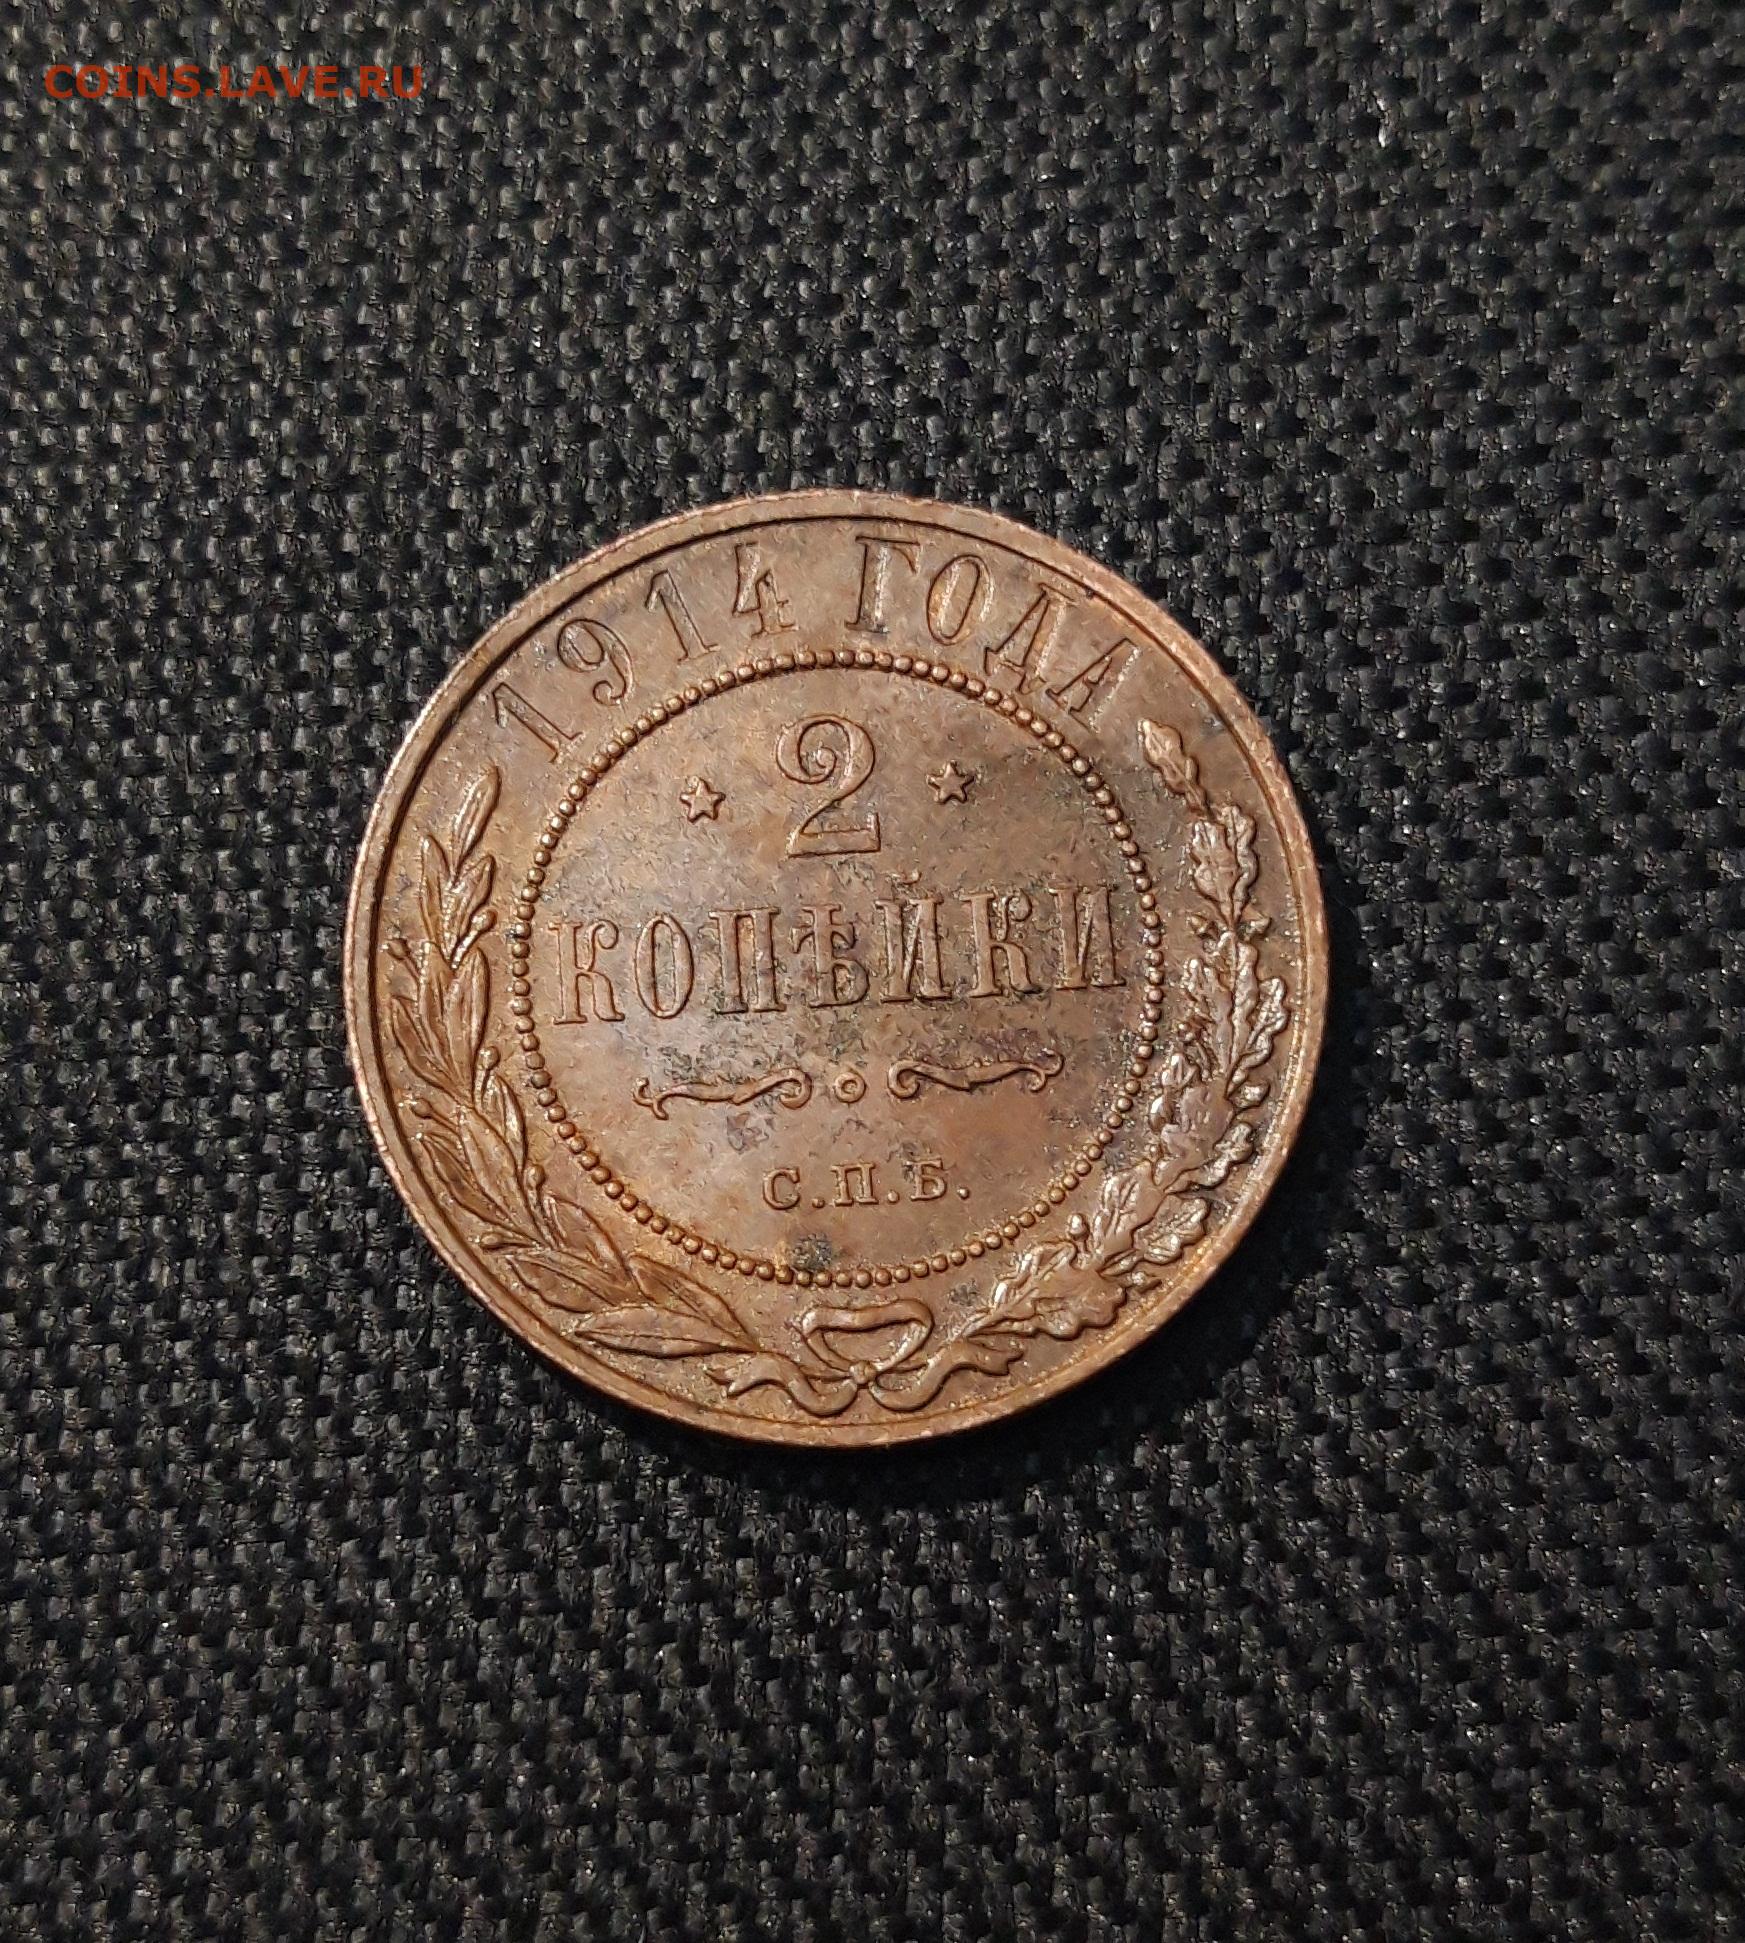 COINS.LAVE.RU
1914 ГОДА
2
КОПѢЙКИ
С.П.Б.